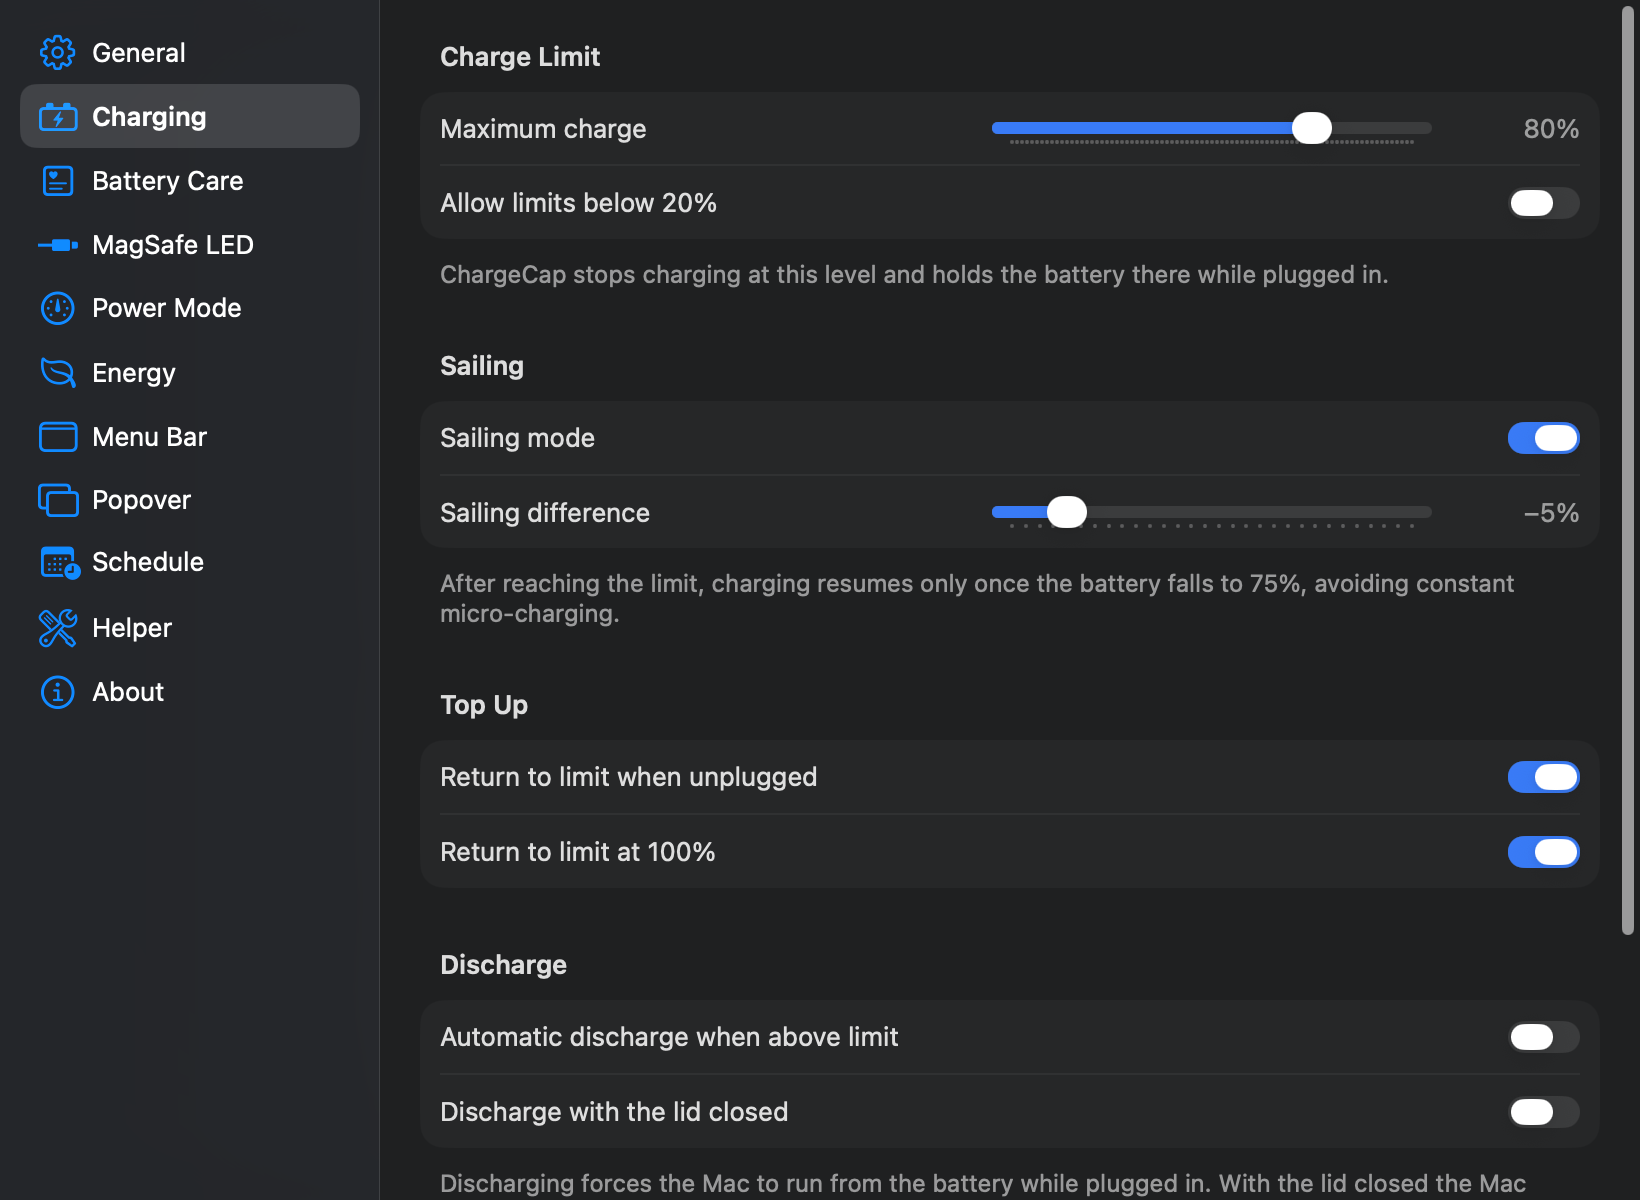 General
Charging
Battery Care
MagSafe LED
Power Mode
Energy
Menu Bar
Popover
Schedule
Helper
About
Charge Limit
Maximum charge 80%
Allow limits below 20%
ChargeCap stops charging at this level and holds the battery there while plugged in.
Sailing
Sailing mode
Sailing difference –5%
After reaching the limit, charging resumes only once the battery falls to 75%, avoiding constant
micro-charging.
Top Up
Return to limit when unplugged
Return to limit at 100%
Discharge
Automatic discharge when above limit
Discharge with the lid closed
Discharging forces the Mac to run from the battery while plugged in. With the lid closed the Mac